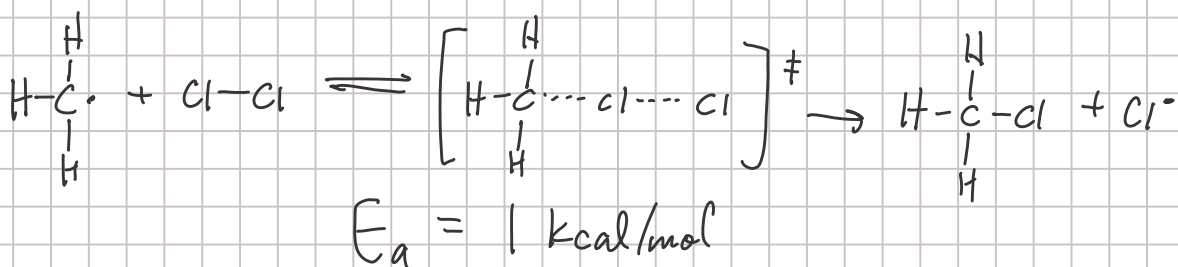 H H H
H-C· + Cl—Cl ⇌ [H-C·····Cl·····Cl]‡ → H-C-Cl + Cl·
H H H
Ea = 1 kcal/mol